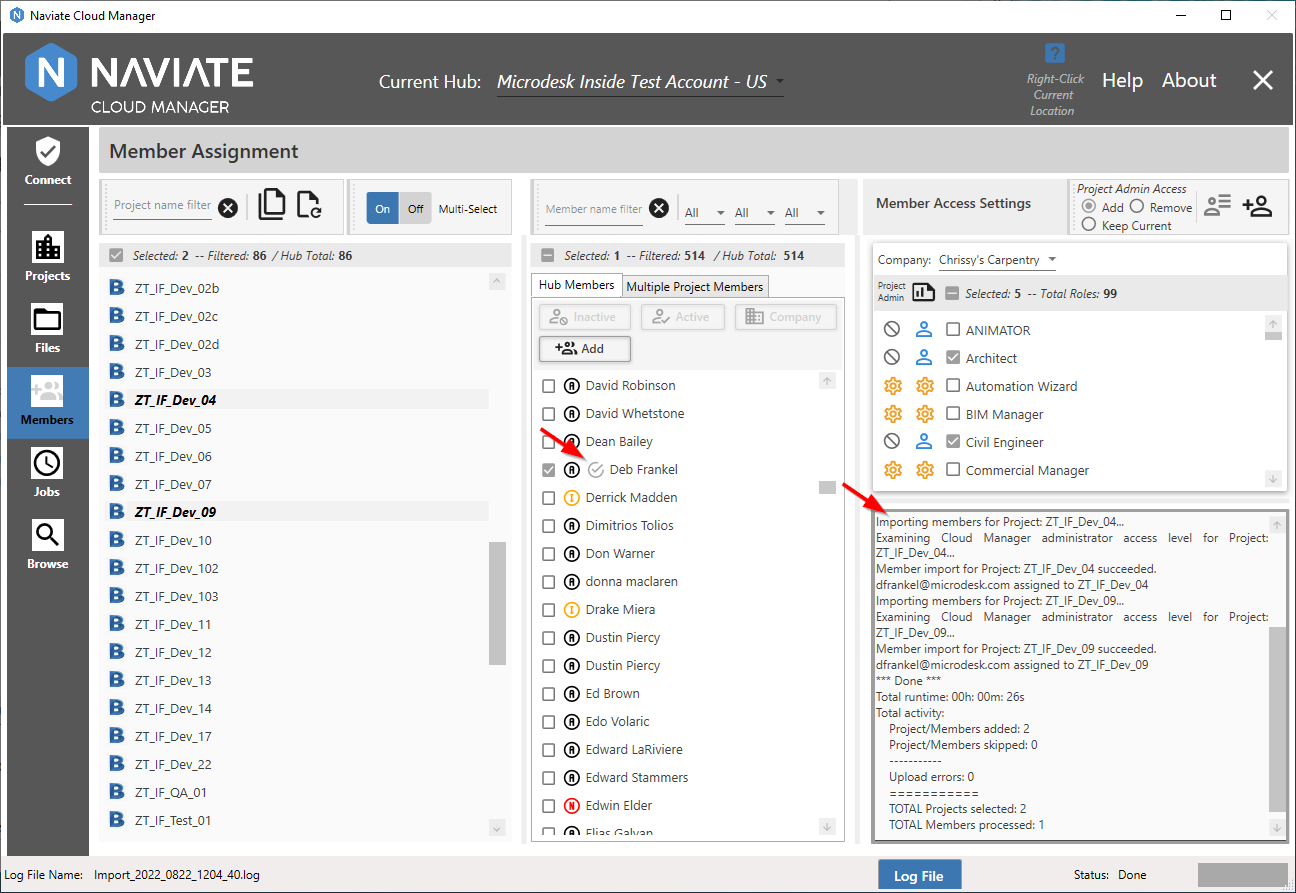 Naviate Cloud Manager
N NAVIATE
CLOUD MANAGER
Current Hub: Microdesk Inside Test Account - US
?
Right-Click
Current
Location
Help About
Connect
Projects
Files
Members
Jobs
Browse
Member Assignment
Project name filter
On Off Multi-Select
Selected: 2 -- Filtered: 86 / Hub Total: 86
B ZT_IF_Dev_02b
B ZT_IF_Dev_02c
B ZT_IF_Dev_02d
B ZT_IF_Dev_03
B ZT_IF_Dev_04
B ZT_IF_Dev_05
B ZT_IF_Dev_06
B ZT_IF_Dev_07
B ZT_IF_Dev_09
B ZT_IF_Dev_10
B ZT_IF_Dev_102
B ZT_IF_Dev_103
B ZT_IF_Dev_11
B ZT_IF_Dev_12
B ZT_IF_Dev_13
B ZT_IF_Dev_14
B ZT_IF_Dev_17
B ZT_IF_Dev_22
B ZT_IF_QA_01
B ZT_IF_Test_01
Member name filter
All All All
Selected: 1 -- Filtered: 514 / Hub Total: 514
Hub Members Multiple Project Members
Inactive Active Company
Add
A David Robinson
A David Whetstone
A Dean Bailey
A Deb Frankel
I Derrick Madden
A Dimitrios Tolios
A Don Warner
A donna maclaren
I Drake Miera
A Dustin Piercy
A Dustin Piercy
A Ed Brown
A Edo Volaric
A Edward LaRiviere
A Edward Stammers
N Edwin Elder
A Elias Galvan
Member Access Settings
Project Admin Access
Add Remove
Keep Current
Company: Chrissy's Carpentry
Project
Admin
Selected: 5 -- Total Roles: 99
ANIMATOR
Architect
Automation Wizard
BIM Manager
Civil Engineer
Commercial Manager
Importing members for Project: ZT_IF_Dev_04...
Examining Cloud Manager administrator access level for Project:
ZT_IF_Dev_04...
Member import for Project: ZT_IF_Dev_04 succeeded.
dfrankel@microdesk.com assigned to ZT_IF_Dev_04
Importing members for Project: ZT_IF_Dev_09...
Examining Cloud Manager administrator access level for Project:
ZT_IF_Dev_09...
Member import for Project: ZT_IF_Dev_09 succeeded.
dfrankel@microdesk.com assigned to ZT_IF_Dev_09
*** Done ***
Total runtime: 00h: 00m: 26s
Total activity:
Project/Members added: 2
Project/Members skipped: 0
-----------
Upload errors: 0
===========
TOTAL Projects selected: 2
TOTAL Members processed: 1
Log File Name: Import_2022_0822_1204_40.log
Log File
Status: Done